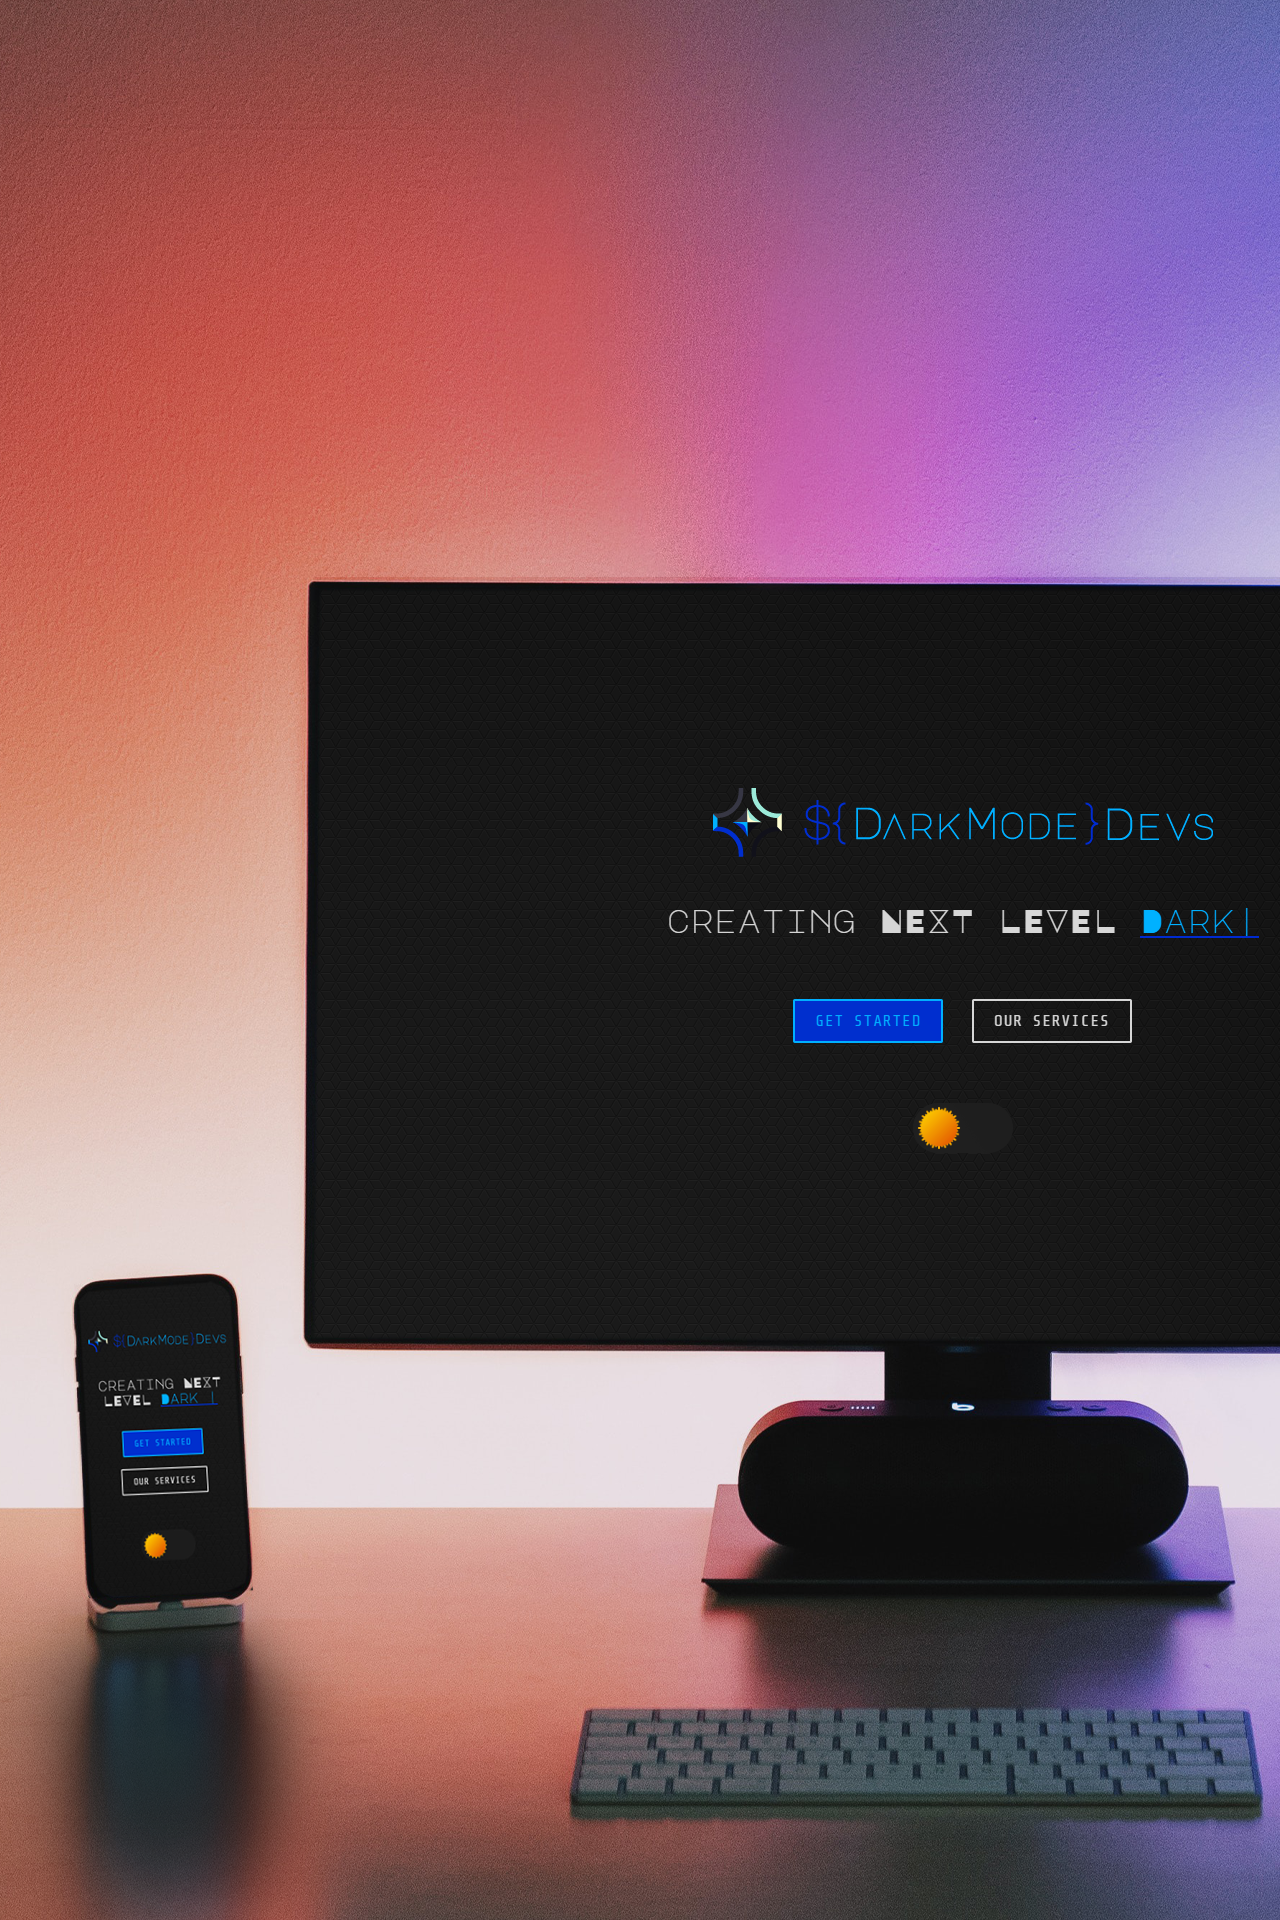 ${DarkMode}Devs
CREATING NEXT LEVEL DARK|
GET STARTED
OUR SERVICES
${DarkMode}Devs
CREATING NEXT
LEVEL DARK |
GET STARTED
OUR SERVICES
b